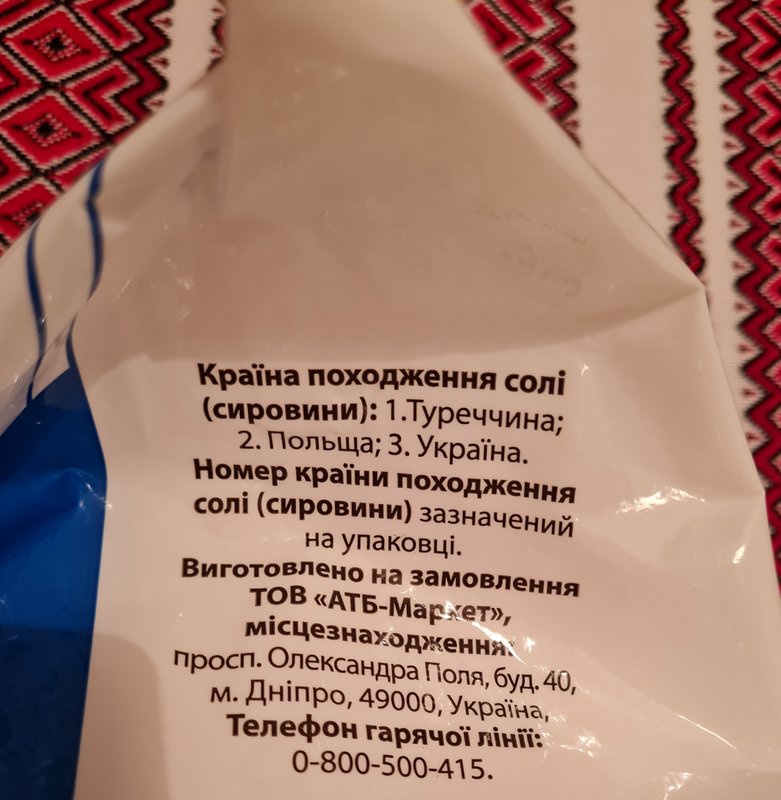 Країна походження солі
(сировини): 1.Туреччина;
2. Польща; 3. Україна.
Номер країни походження
солі (сировини) зазначений
на упаковці.
Виготовлено на замовлення
ТОВ «АТБ-Маркет»,
місцезнаходження:
просп. Олександра Поля, буд. 40,
м. Дніпро, 49000, Україна,
Телефон гарячої лінії:
0-800-500-415.